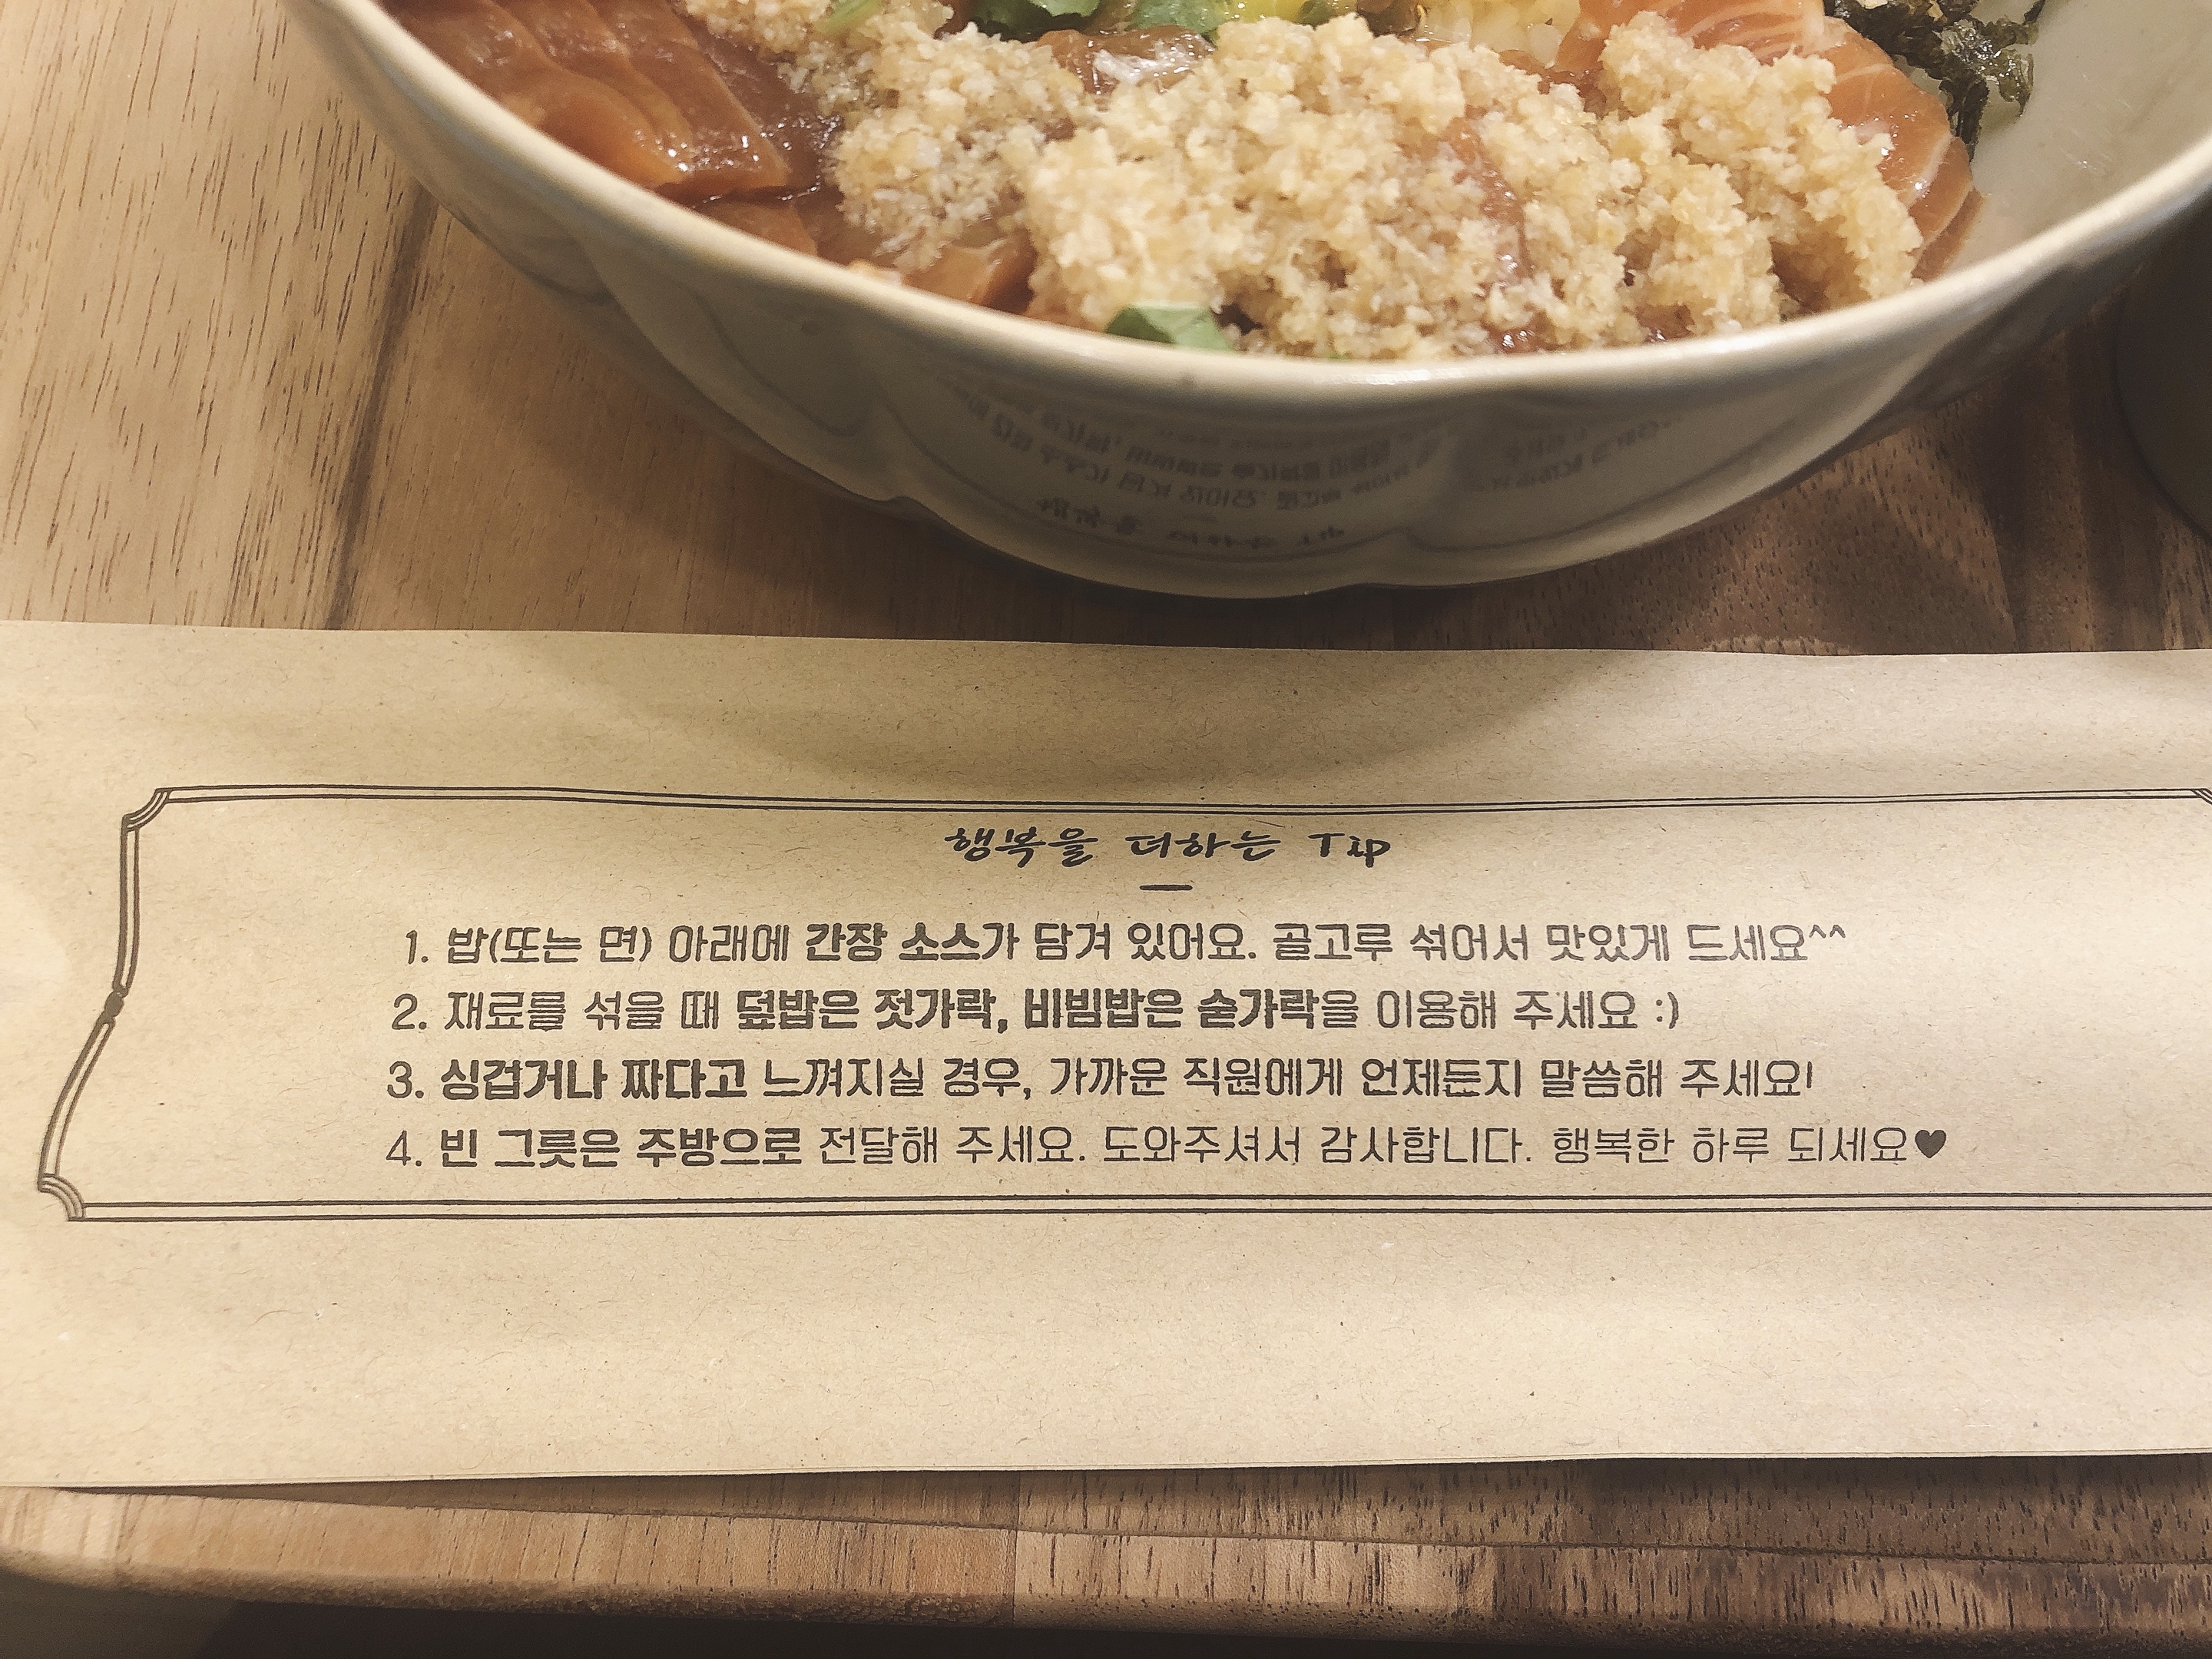 행복을 더하는 Tip
1. 밥(또는 면) 아래에 간장 소스가 담겨 있어요. 골고루 섞어서 맛있게 드세요^^
2. 재료를 섞을 때 덮밥은 젓가락, 비빔밥은 숟가락을 이용해 주세요 :)
3. 싱겁거나 짜다고 느껴지실 경우, 가까운 직원에게 언제든지 말씀해 주세요!
4. 빈 그릇은 주방으로 전달해 주세요. 도와주셔서 감사합니다. 행복한 하루 되세요♥